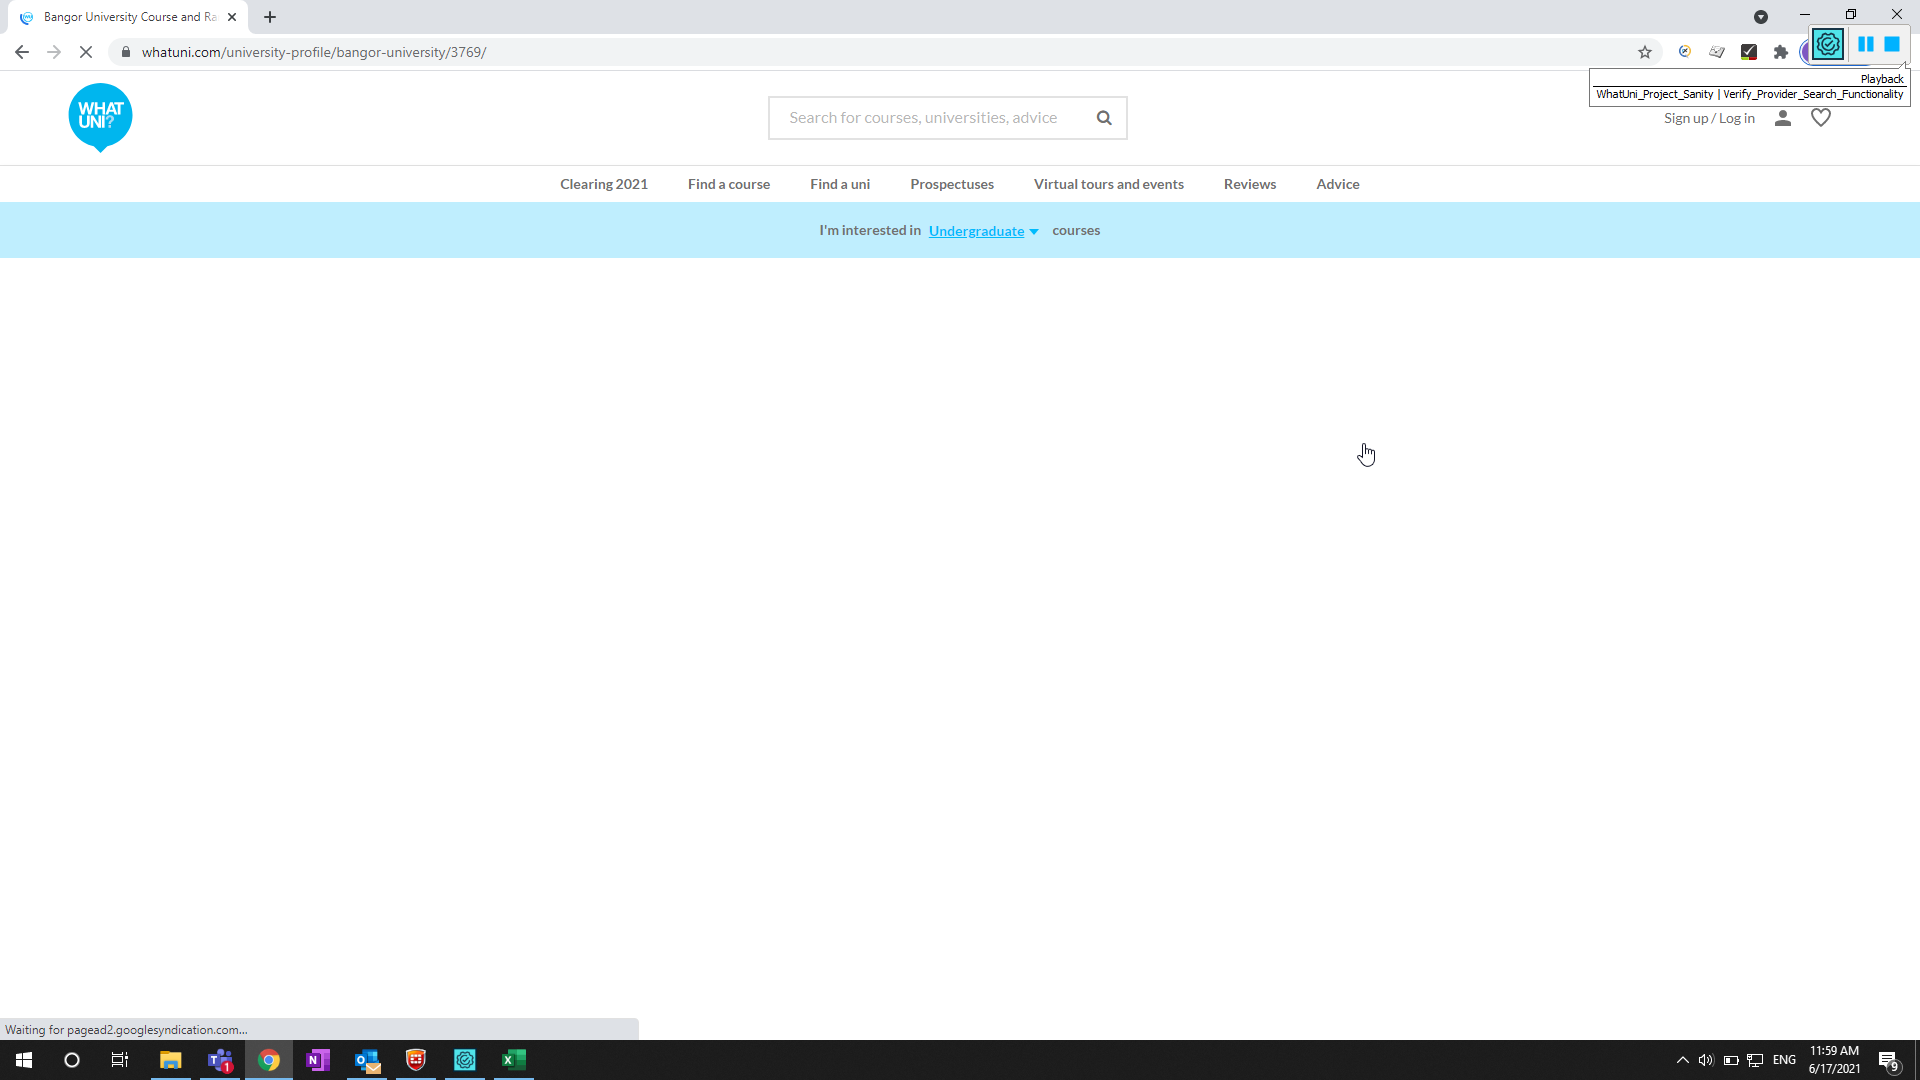 Bangor University Course and Ra
whatuni.com/university-profile/bangor-university/3769/
Playback
WhatUni_Project_Sanity | Verify_Provider_Search_Functionality
WHAT
UNI?
Search for courses, universities, advice
Sign up / Log in
Clearing 2021 Find a course Find a uni Prospectuses Virtual tours and events Reviews Advice
I'm interested in Undergraduate courses
Waiting for pagead2.googlesyndication.com...
ENG
11:59 AM
6/17/2021
1
9